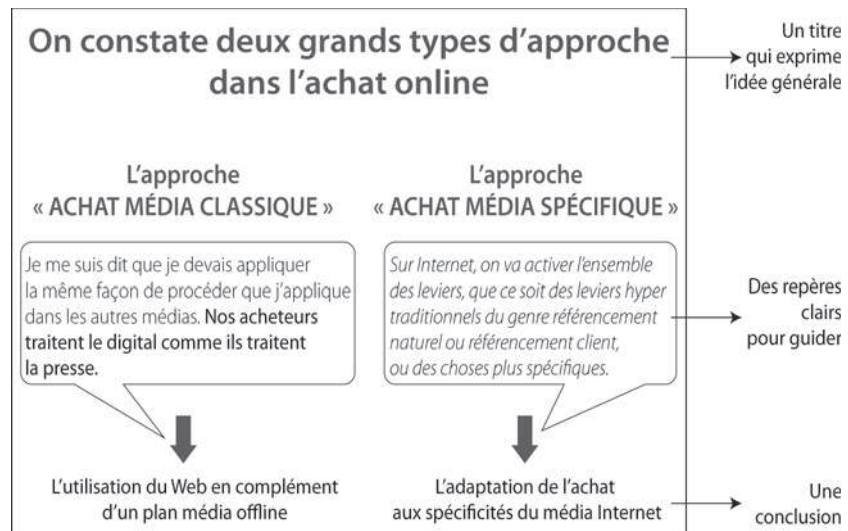 On constate deux grands types d'approche
dans l'achat online
Un titre
qui exprime
l'idée générale
L'approche
« ACHAT MÉDIA CLASSIQUE »
L'approche
« ACHAT MÉDIA SPÉCIFIQUE »
Je me suis dit que je devais appliquer
la même façon de procéder que j'applique
dans les autres médias. Nos acheteurs
traitent le digital comme ils traitent
la presse.
Sur Internet, on va activer l'ensemble
des leviers, que ce soit des leviers hyper
traditionnels du genre référencement
naturel ou référencement client,
ou des choses plus spécifiques.
Des repères
clairs
pour guider
L'utilisation du Web en complément
d'un plan média offline
L'adaptation de l'achat
aux spécificités du média Internet
Une
conclusion